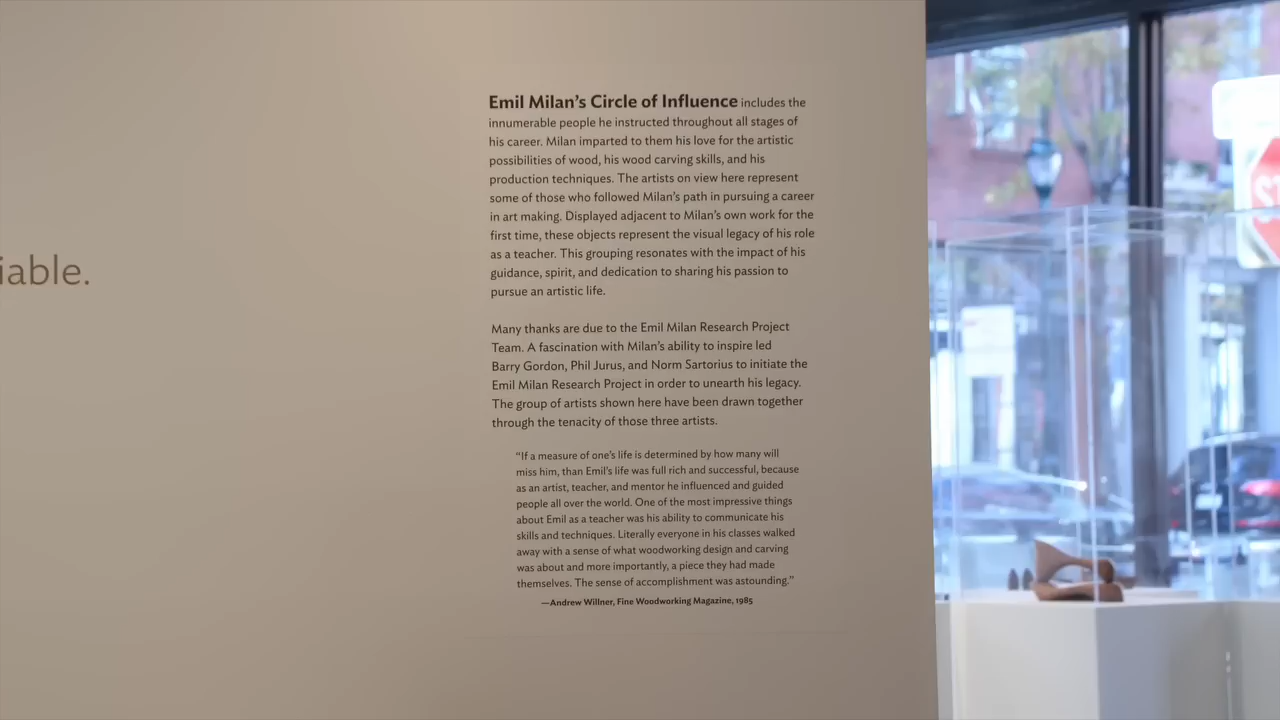 iable.
Emil Milan’s Circle of Influence includes the
innumerable people he instructed throughout all stages of
his career. Milan imparted to them his love for the artistic
possibilities of wood, his wood carving skills, and his
production techniques. The artists on view here represent
some of those who followed Milan’s path in pursuing a career
in art making. Displayed adjacent to Milan’s own work for the
first time, these objects represent the visual legacy of his role
as a teacher. This grouping resonates with the impact of his
guidance, spirit, and dedication to sharing his passion to
pursue an artistic life.
Many thanks are due to the Emil Milan Research Project
Team. A fascination with Milan’s ability to inspire led
Barry Gordon, Phil Jurus, and Norm Sartorius to initiate the
Emil Milan Research Project in order to unearth his legacy.
The group of artists shown here have been drawn together
through the tenacity of those three artists.
“If a measure of one’s life is determined by how many will
miss him, than Emil’s life was full rich and successful, because
as an artist, teacher, and mentor he influenced and guided
people all over the world. One of the most impressive things
about Emil as a teacher was his ability to communicate his
skills and techniques. Literally everyone in his classes walked
away with a sense of what woodworking design and carving
was about and more importantly, a piece they had made
themselves. The sense of accomplishment was astounding.”
—Andrew Willner, Fine Woodworking Magazine, 1985
ST